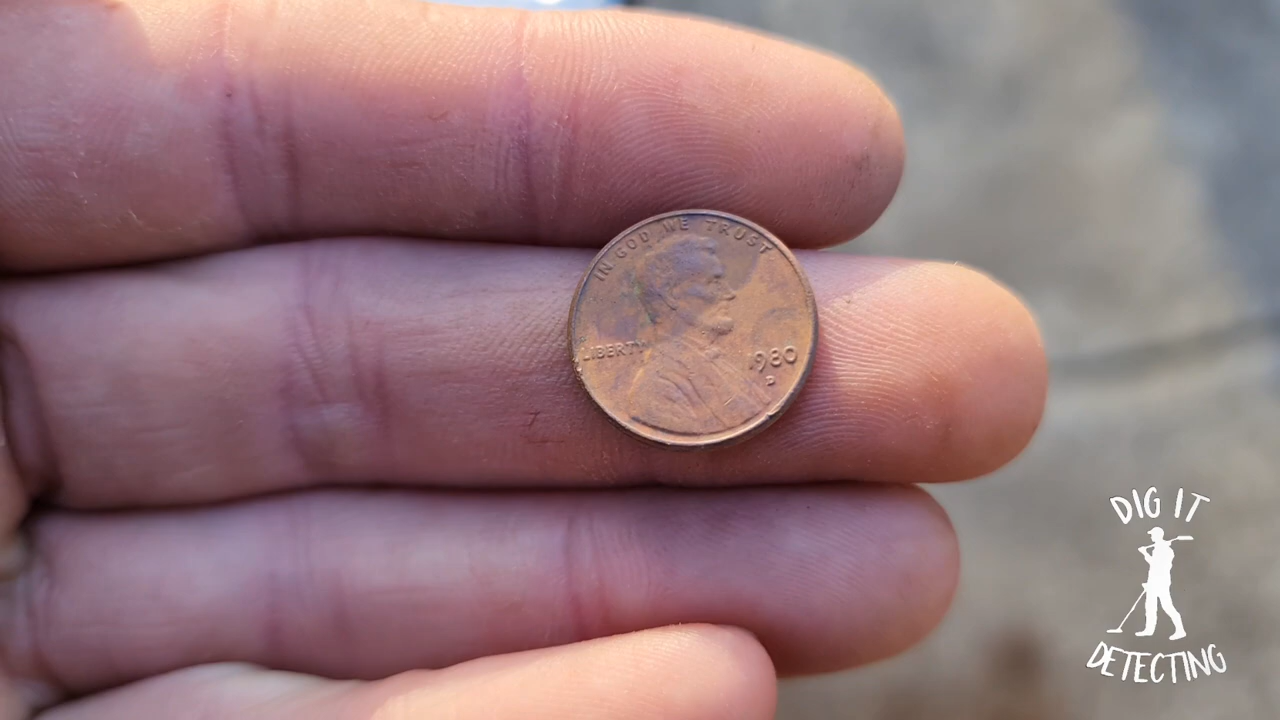 IN GOD WE TRUST
LIBERTY
1980
D
DIG IT
DETECTING